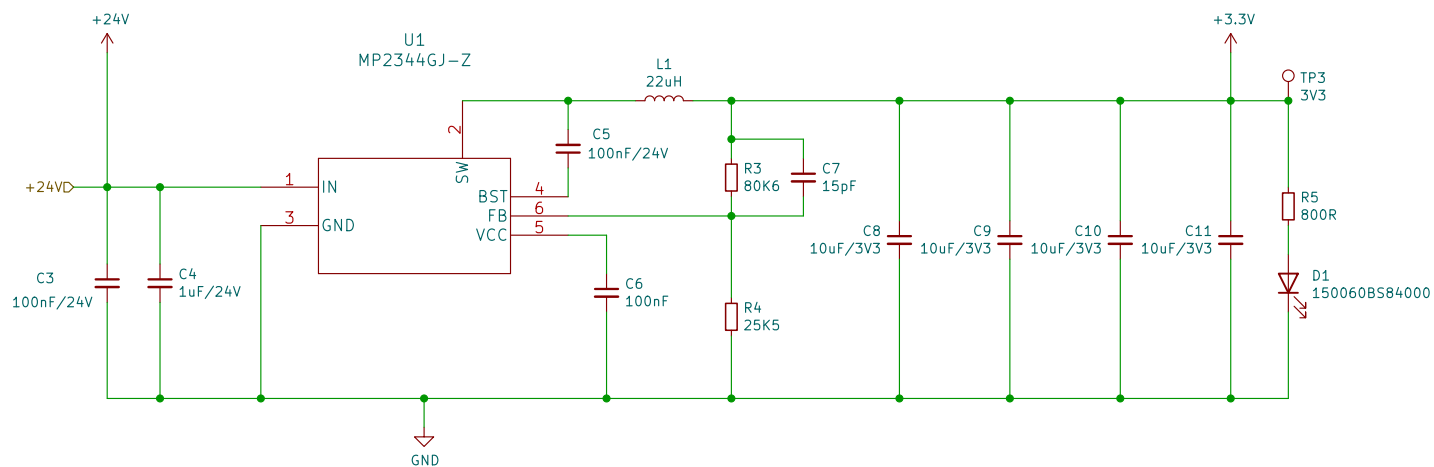 +24V
U1
MP2344GJ-Z
L1
22uH
+3.3V
TP3
3V3
2
SW
C5
100nF/24V
R3
80K6
C7
15pF
+24V
1
IN
3
GND
BST
4
FB
6
VCC
5
R5
800R
C8
10uF/3V3
C9
10uF/3V3
C10
10uF/3V3
C11
10uF/3V3
C3
100nF/24V
C4
1uF/24V
C6
100nF
R4
25K5
D1
150060BS84000
GND